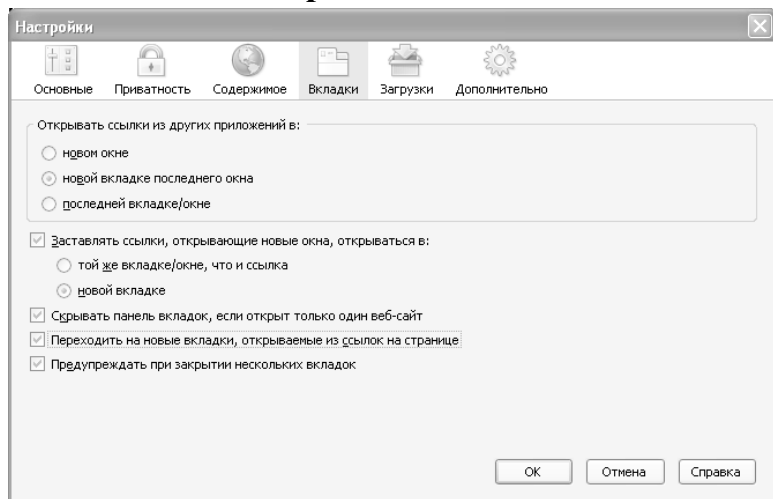 Настройки
Основные Приватность Содержимое Вкладки Загрузки Дополнительно
Открывать ссылки из других приложений в:
новом окне
новой вкладке последнего окна
последней вкладке/окне
Заставлять ссылки, открывающие новые окна, открываться в:
той же вкладке/окне, что и ссылка
новой вкладке
Скрывать панель вкладок, если открыт только один веб-сайт
Переходить на новые вкладки, открываемые из ссылок на странице
Предупреждать при закрытии нескольких вкладок
ОК Отмена Справка